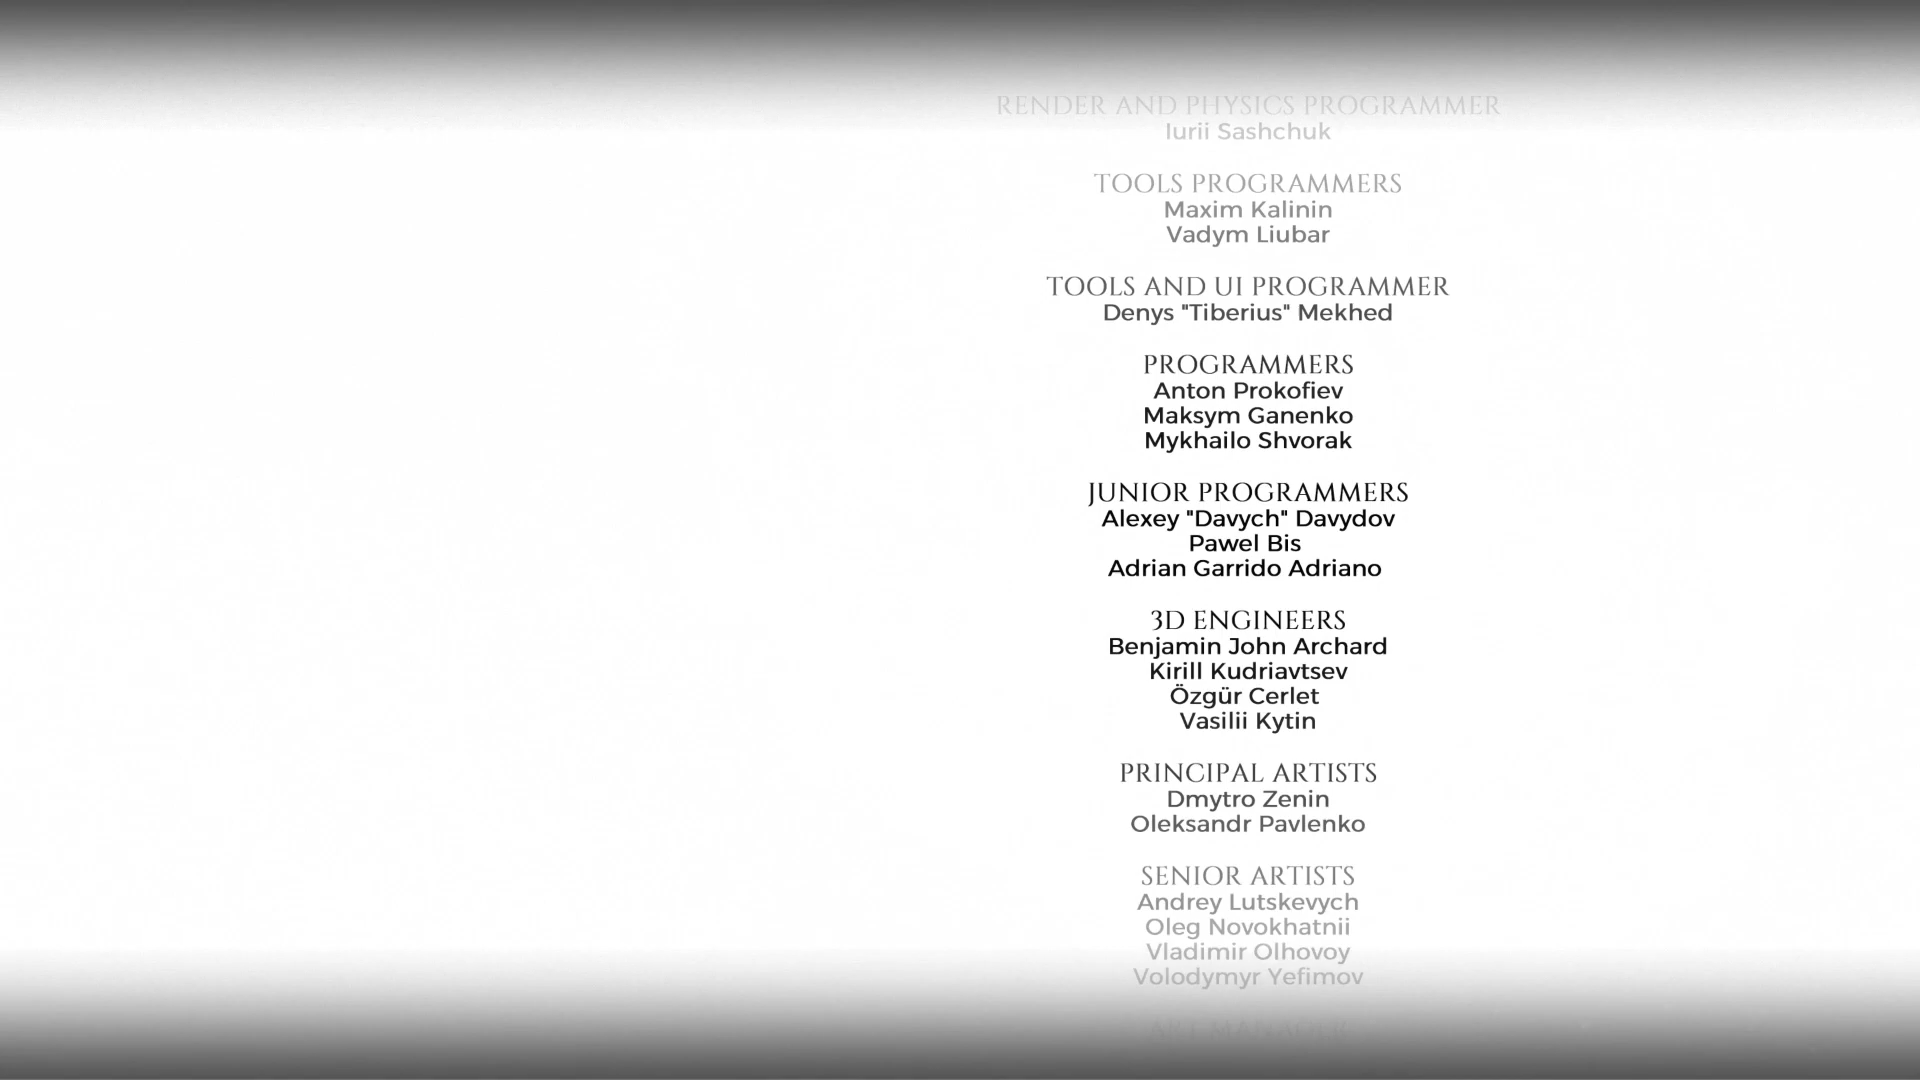 RENDER AND PHYSICS PROGRAMMER
Iurii Sashchuk
TOOLS PROGRAMMERS
Maxim Kalinin
Vadym Liubar
TOOLS AND UI PROGRAMMER
Denys "Tiberius" Mekhed
PROGRAMMERS
Anton Prokofiev
Maksym Ganenko
Mykhailo Shvorak
JUNIOR PROGRAMMERS
Alexey "Davych" Davydov
Pawel Bis
Adrian Garrido Adriano
3D ENGINEERS
Benjamin John Archard
Kirill Kudriavtsev
Özgür Cerlet
Vasilii Kytin
PRINCIPAL ARTISTS
Dmytro Zenin
Oleksandr Pavlenko
SENIOR ARTISTS
Andrey Lutskevych
Oleg Novokhatnii
Vladimir Olhovoy
Volodymyr Yefimov
ART MANAGER